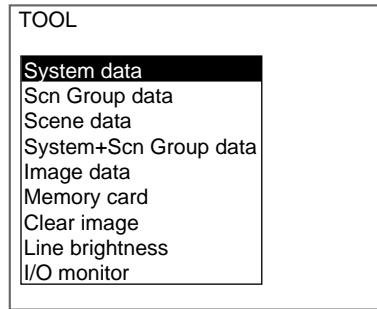 TOOL
System data
Scn Group data
Scene data
System+Scn Group data
Image data
Memory card
Clear image
Line brightness
I/O monitor